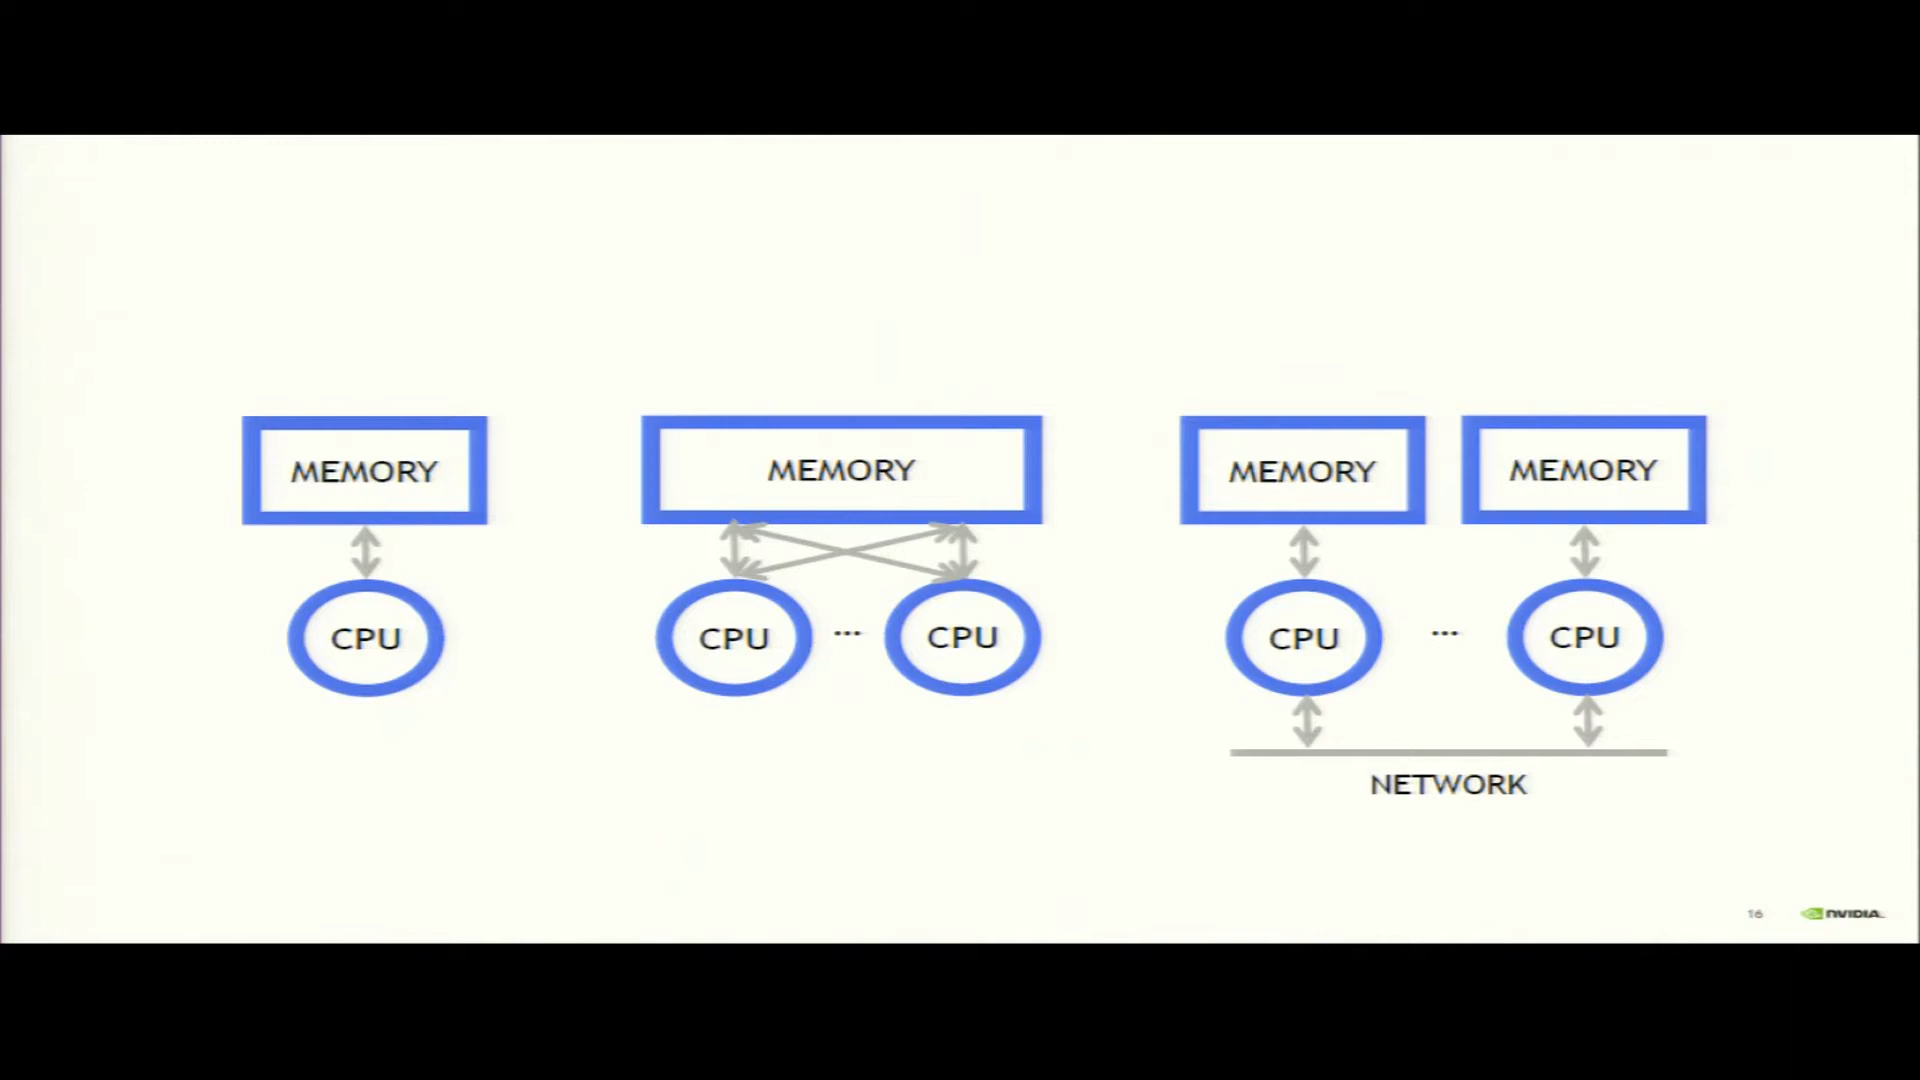 MEMORY
CPU
MEMORY
CPU ... CPU
MEMORY MEMORY
CPU ... CPU
NETWORK
16
NVIDIA.